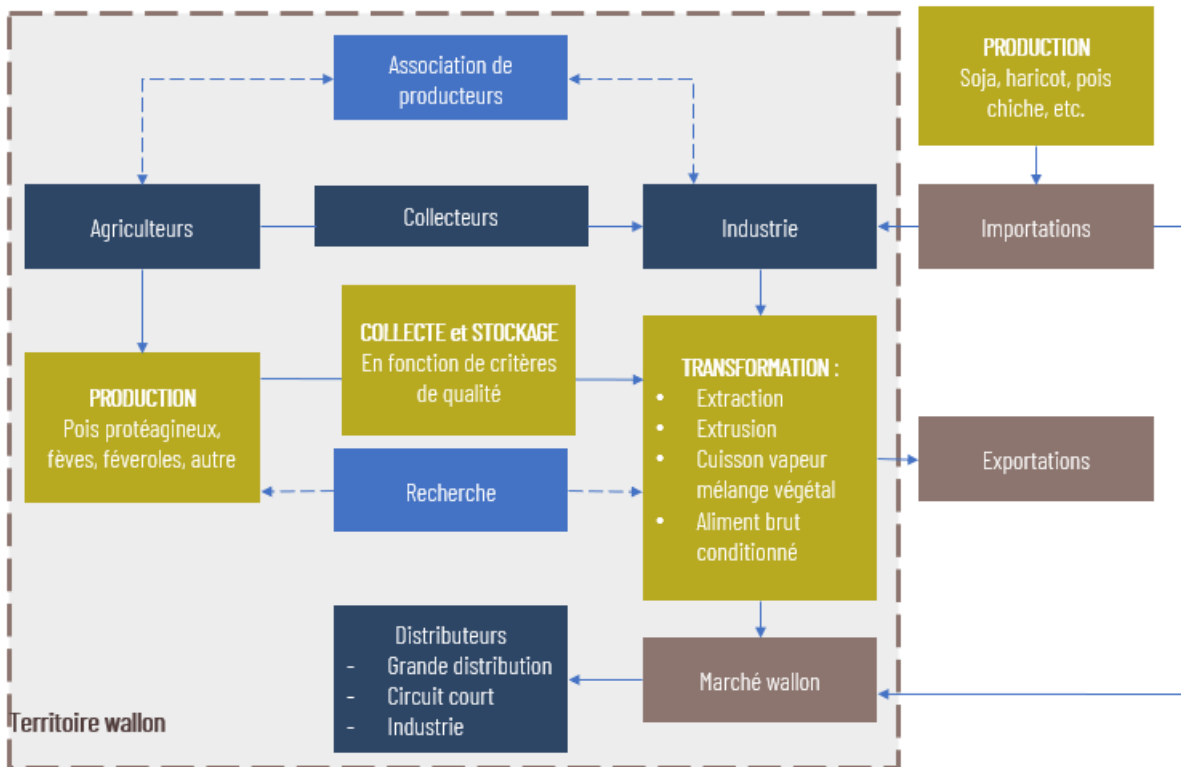 Association de
producteurs
PRODUCTION
Soja, haricot, pois
chiche, etc.
Agriculteurs
Collecteurs
Industrie
Importations
COLLECTE et STOCKAGE
En fonction de critères
de qualité
PRODUCTION
Pois protéagineux,
fèves, féveroles, autre
TRANSFORMATION :
• Extraction
• Extrusion
• Cuisson vapeur
mélange végétal
• Aliment brut
conditionné
Recherche
Exportations
Distributeurs
- Grande distribution
- Circuit court
- Industrie
Marché wallon
Territoire wallon